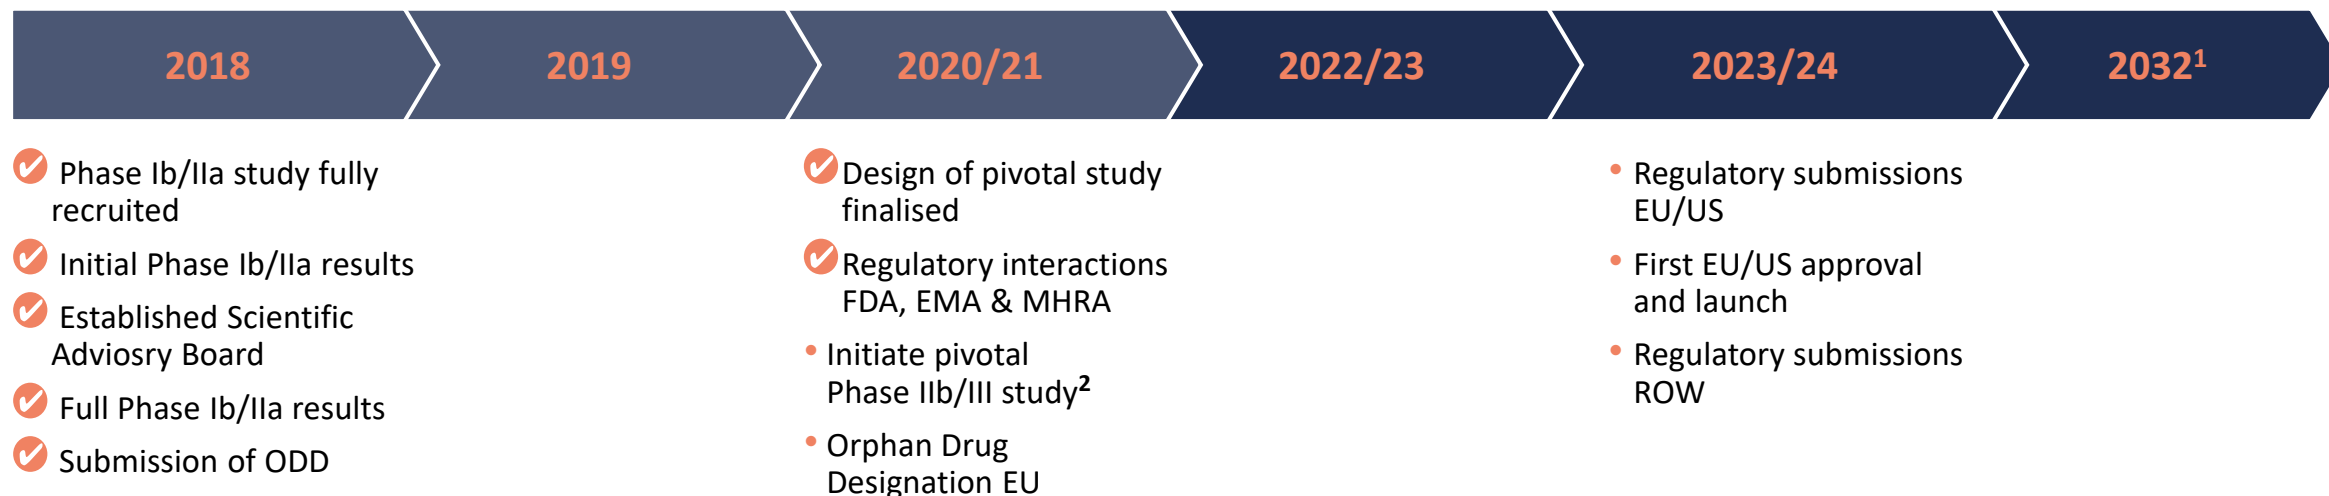 2018
2019
2020/21
2022/23
2023/24
2032¹
Phase Ib/IIa study fully
recruited
Initial Phase Ib/IIa results
Established Scientific
Adviosry Board
Full Phase Ib/IIa results
Submission of ODD
Design of pivotal study
finalised
Regulatory interactions
FDA, EMA & MHRA
• Initiate pivotal
Phase IIb/III study²
• Orphan Drug
Designation EU
• Regulatory submissions
EU/US
• First EU/US approval
and launch
• Regulatory submissions
ROW